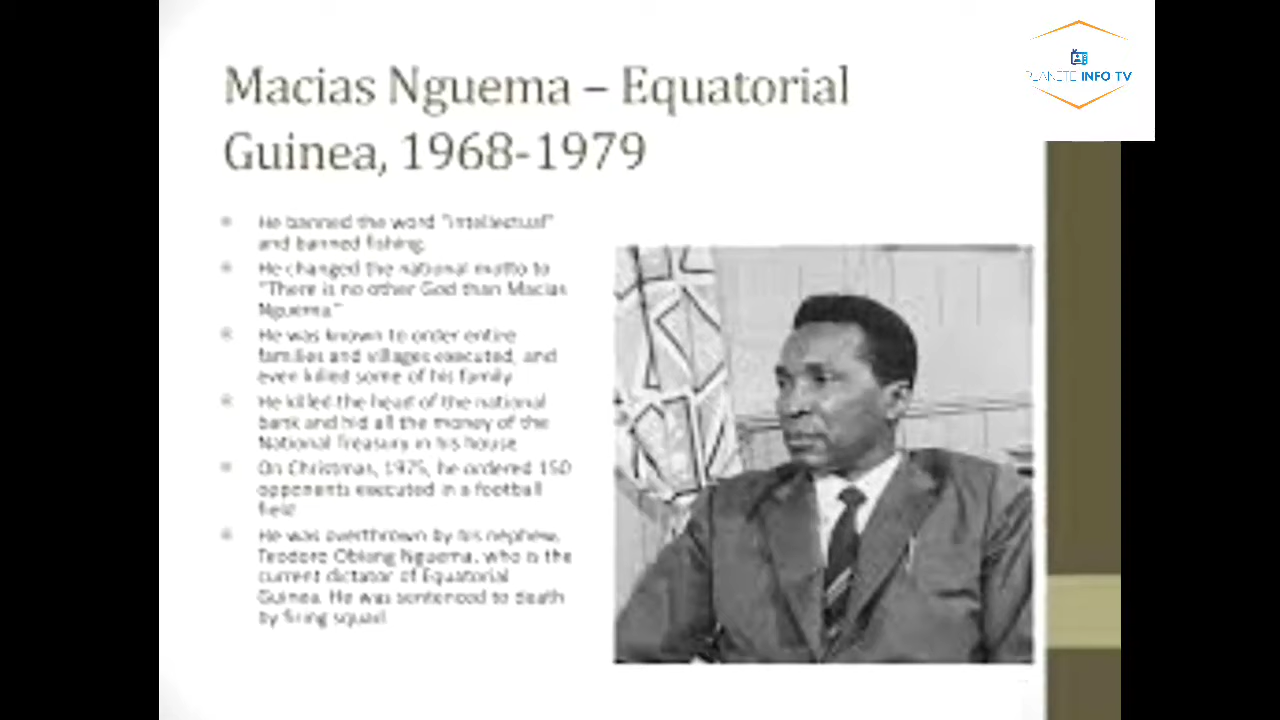 PLANETE INFO TV
Macias Nguema – Equatorial
Guinea, 1968-1979
He banned the word "intellectual"
and banned fishing.
He changed the national motto to
"There is no other God than Macias
Nguema."
He was known to order entire
families and villages executed, and
even killed some of his family.
He killed the head of the national
bank and hid all the money of the
National Treasury in his house
On Christmas, 1975, he ordered 150
opponents executed in a football
field
He was overthrown by his nephew,
Teodoro Obiang Nguema, who is the
current dictator of Equatorial
Guinea. He was sentenced to death
by firing squad.